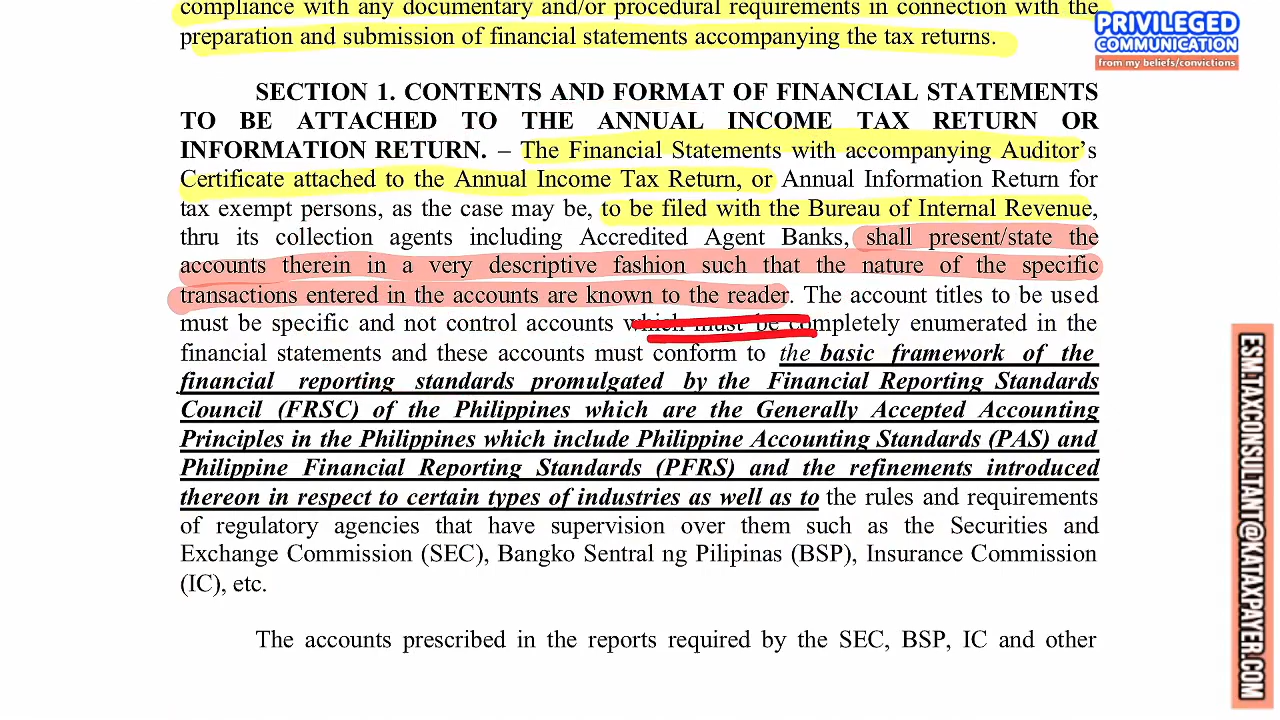 compliance with any documentary and/or procedural requirements in connection with the
preparation and submission of financial statements accompanying the tax returns.
PRIVILEGED
COMMUNICATION
from my beliefs/convictions
SECTION 1. CONTENTS AND FORMAT OF FINANCIAL STATEMENTS
TO BE ATTACHED TO THE ANNUAL INCOME TAX RETURN OR
INFORMATION RETURN. – The Financial Statements with accompanying Auditor's
Certificate attached to the Annual Income Tax Return, or Annual Information Return for
tax exempt persons, as the case may be, to be filed with the Bureau of Internal Revenue,
thru its collection agents including Accredited Agent Banks, shall present/state the
accounts therein in a very descriptive fashion such that the nature of the specific
transactions entered in the accounts are known to the reader. The account titles to be used
must be specific and not control accounts which must be completely enumerated in the
financial statements and these accounts must conform to the basic framework of the
financial reporting standards promulgated by the Financial Reporting Standards
Council (FRSC) of the Philippines which are the Generally Accepted Accounting
Principles in the Philippines which include Philippine Accounting Standards (PAS) and
Philippine Financial Reporting Standards (PFRS) and the refinements introduced
thereon in respect to certain types of industries as well as to the rules and requirements
of regulatory agencies that have supervision over them such as the Securities and
Exchange Commission (SEC), Bangko Sentral ng Pilipinas (BSP), Insurance Commission
(IC), etc.
The accounts prescribed in the reports required by the SEC, BSP, IC and other
ESM.TAXCONSULTANT@KATAXPAYER.COM